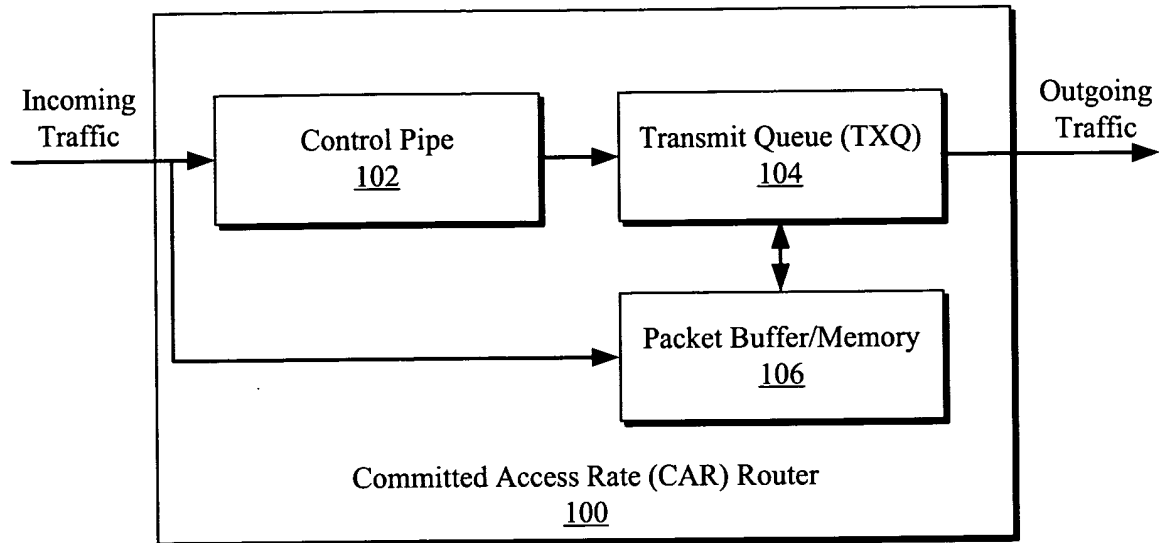 Incoming
Traffic
Control Pipe
102
Transmit Queue (TXQ)
104
Outgoing
Traffic
Packet Buffer/Memory
106
Committed Access Rate (CAR) Router
100